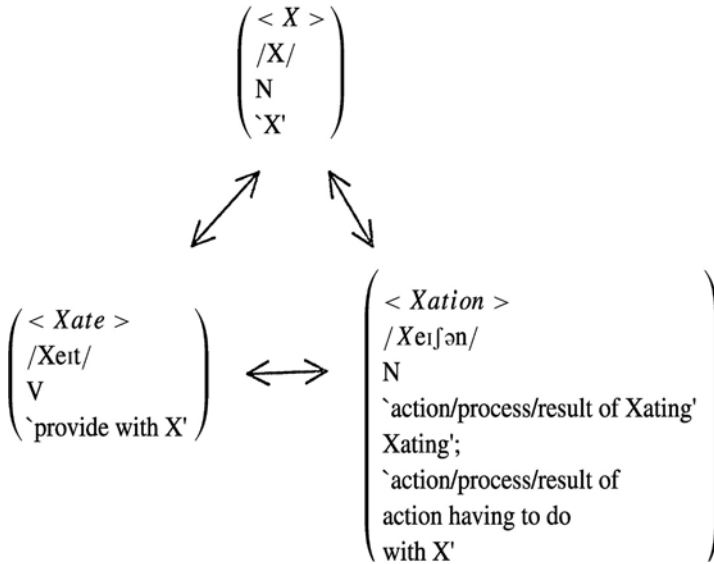 < X >
/X/
N
`X'
< Xate >
/Xeɪt/
V
`provide with X'
< Xation >
/Xeɪʃən/
N
`action/process/result of Xating'
Xating';
`action/process/result of
action having to do
with X'